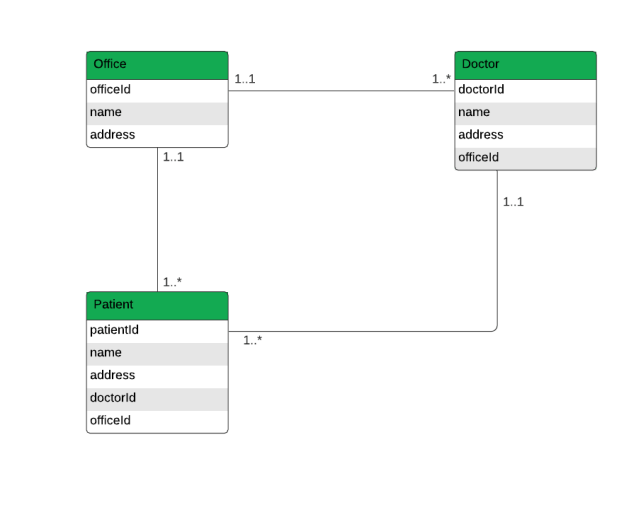 Office
officeId
name
address
1..1
1..*
Doctor
doctorId
name
address
officeId
1..1
1..1
1..*
Patient
patientId
name
address
doctorId
officeId
1..*